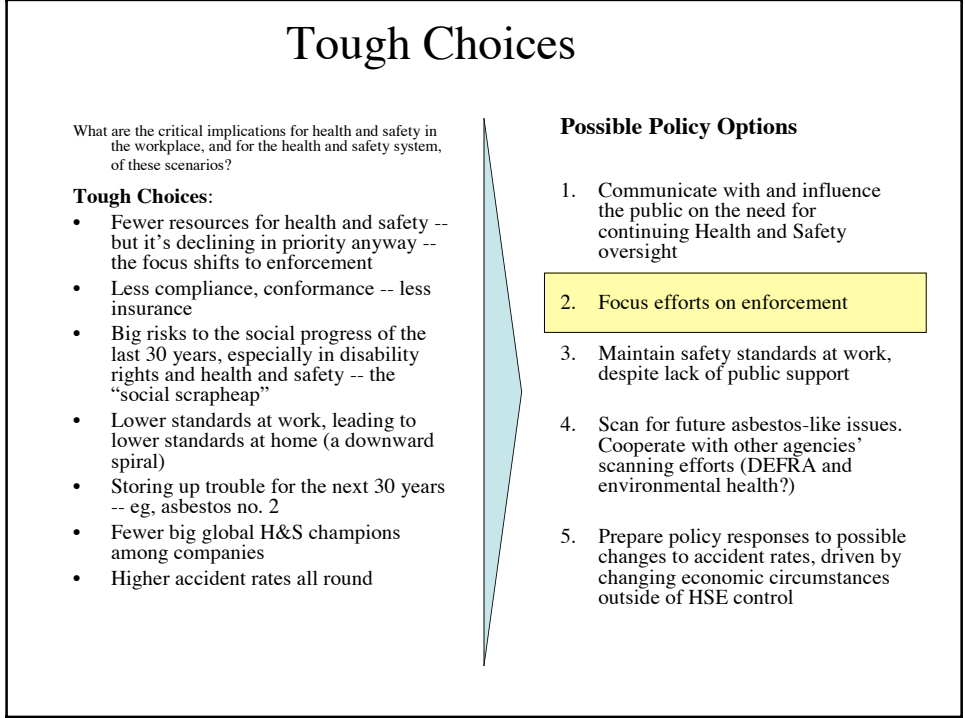 Tough Choices
What are the critical implications for health and safety in
the workplace, and for the health and safety system,
of these scenarios?
Tough Choices:
• Fewer resources for health and safety --
but it's declining in priority anyway --
the focus shifts to enforcement
• Less compliance, conformance -- less
insurance
• Big risks to the social progress of the
last 30 years, especially in disability
rights and health and safety -- the
“social scrapheap”
• Lower standards at work, leading to
lower standards at home (a downward
spiral)
• Storing up trouble for the next 30 years
-- eg, asbestos no. 2
• Fewer big global H&S champions
among companies
• Higher accident rates all round
Possible Policy Options
1. Communicate with and influence
the public on the need for
continuing Health and Safety
oversight
2. Focus efforts on enforcement
3. Maintain safety standards at work,
despite lack of public support
4. Scan for future asbestos-like issues.
Cooperate with other agencies’
scanning efforts (DEFRA and
environmental health?)
5. Prepare policy responses to possible
changes to accident rates, driven by
changing economic circumstances
outside of HSE control